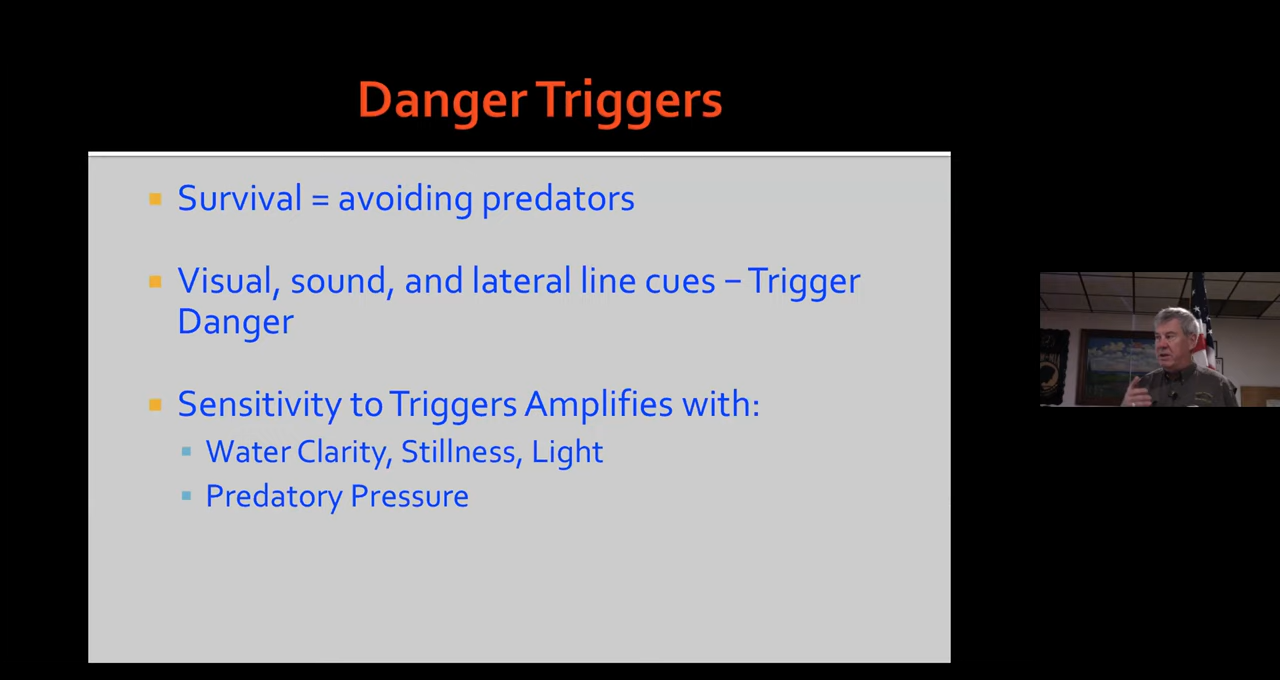 Danger Triggers
Survival = avoiding predators
Visual, sound, and lateral line cues – Trigger
Danger
Sensitivity to Triggers Amplifies with:
Water Clarity, Stillness, Light
Predatory Pressure